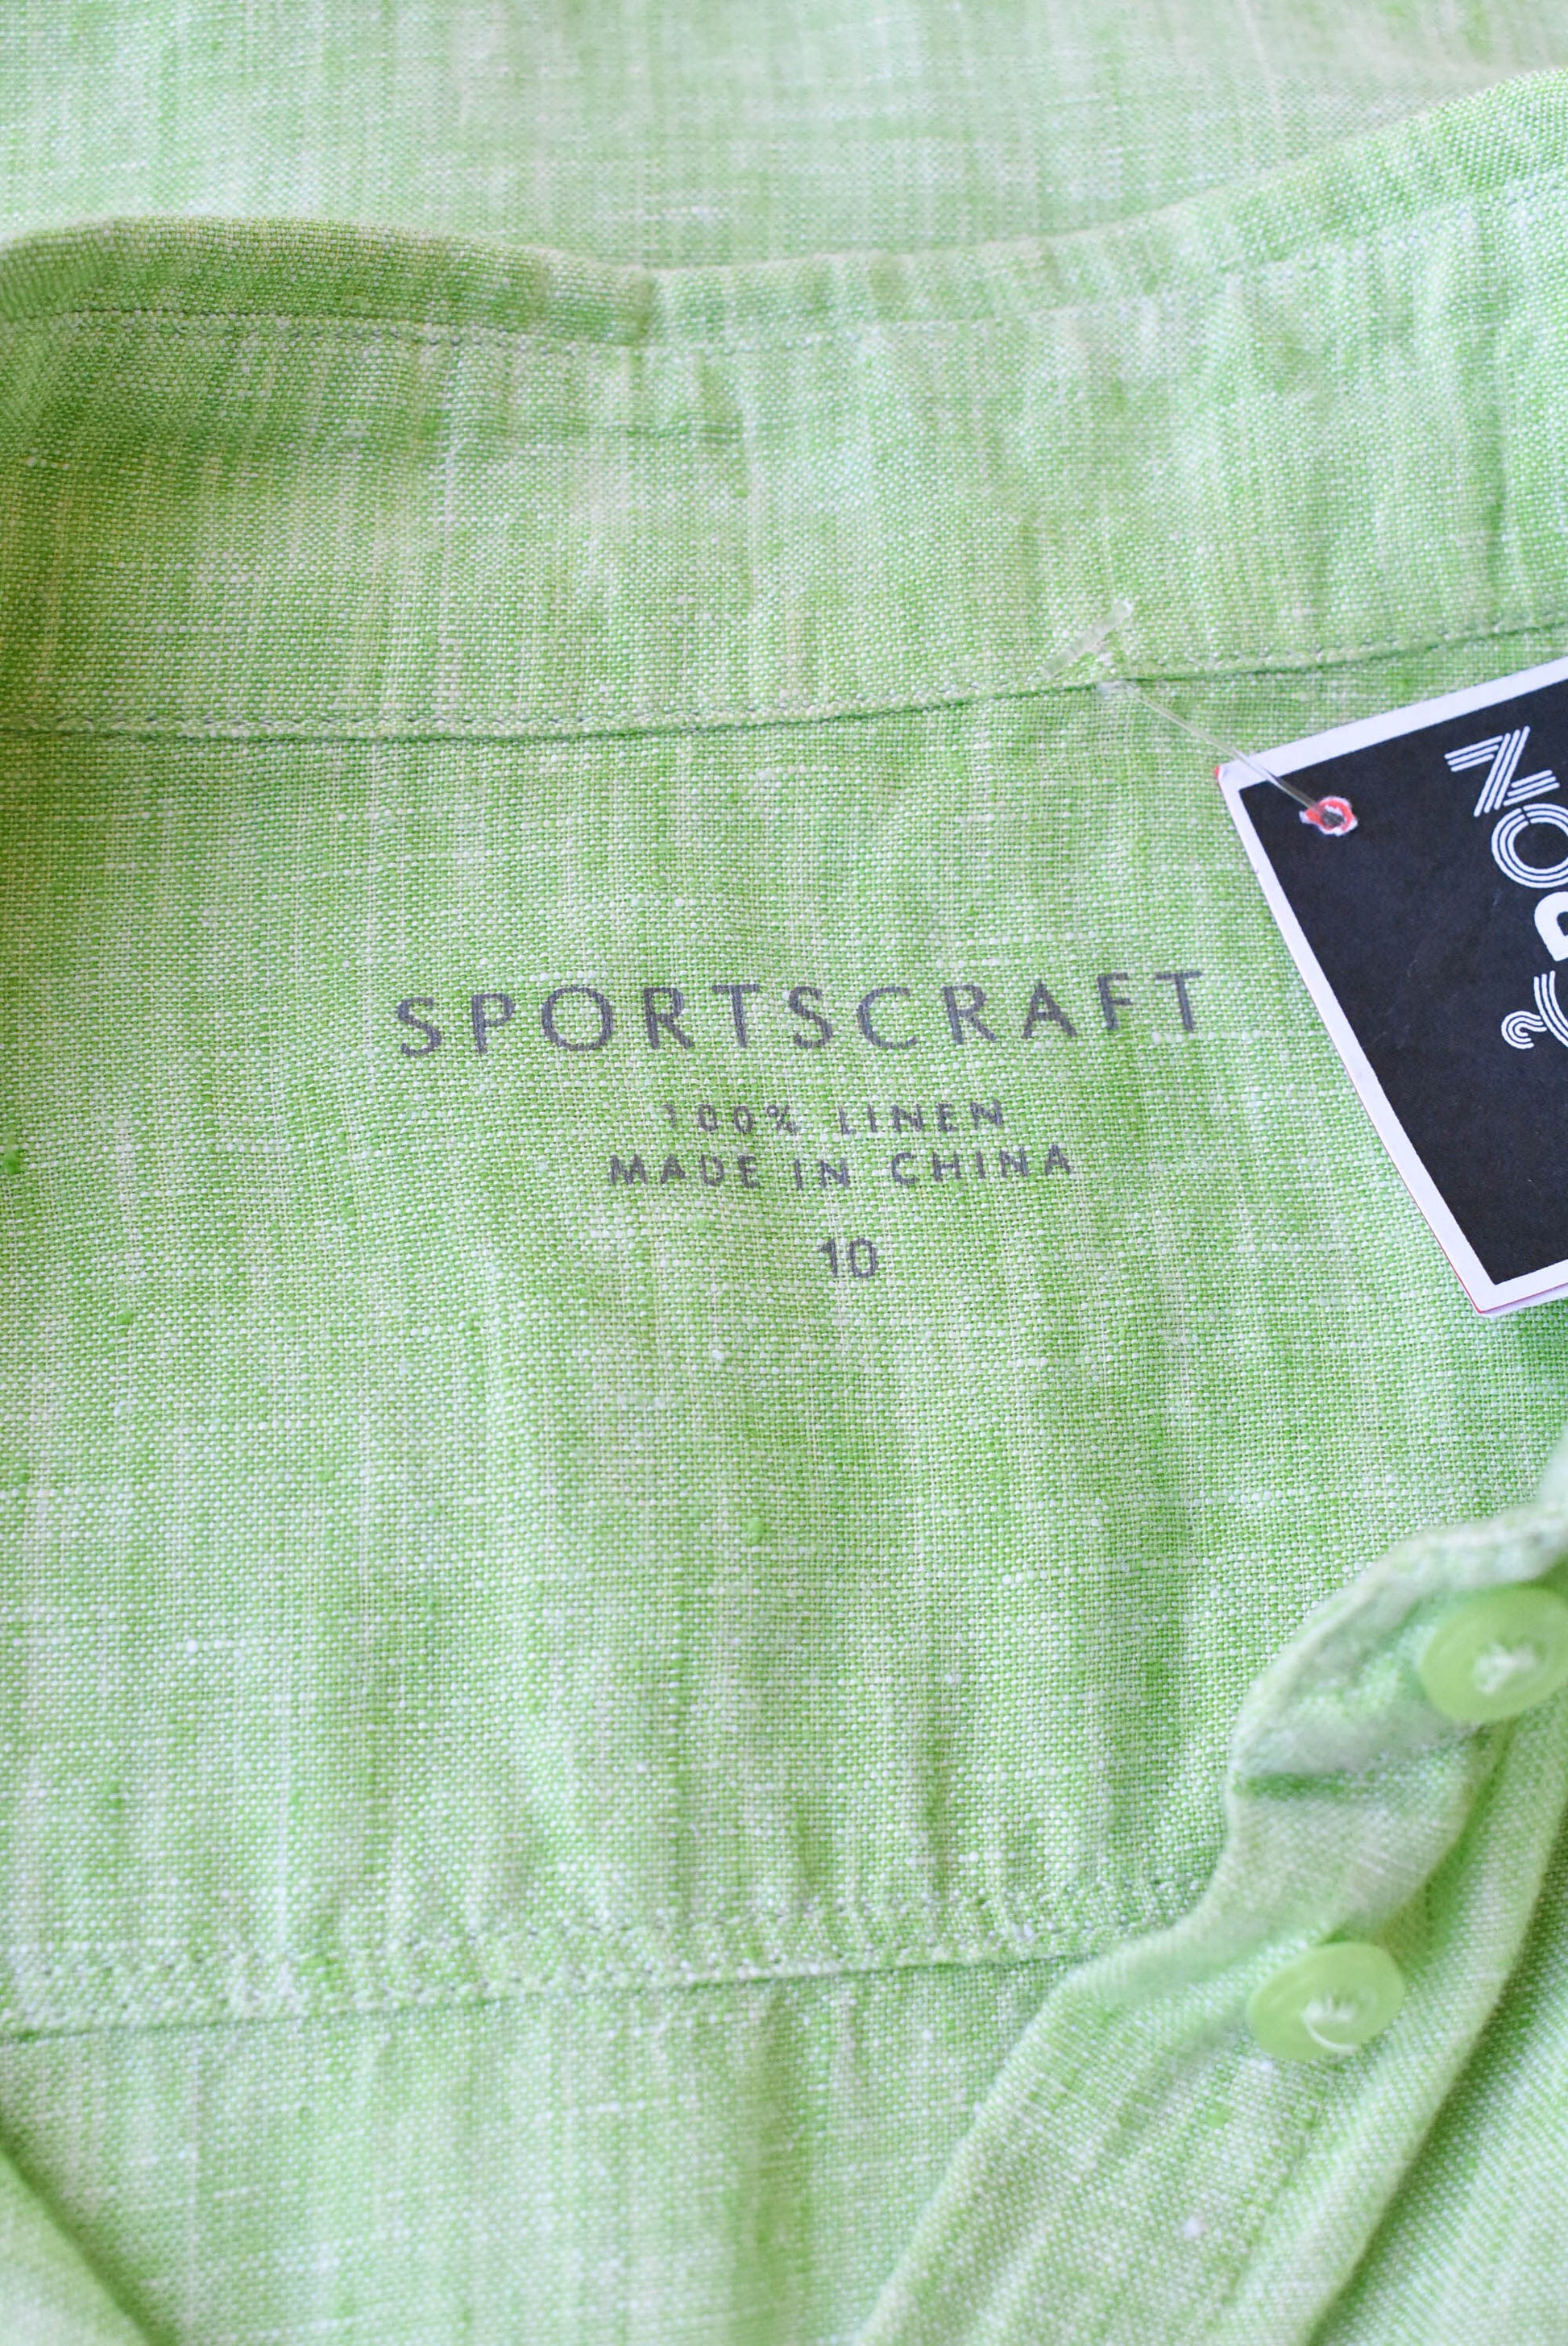 SPORTSCRAFT
100% LINEN
MADE IN CHINA
10